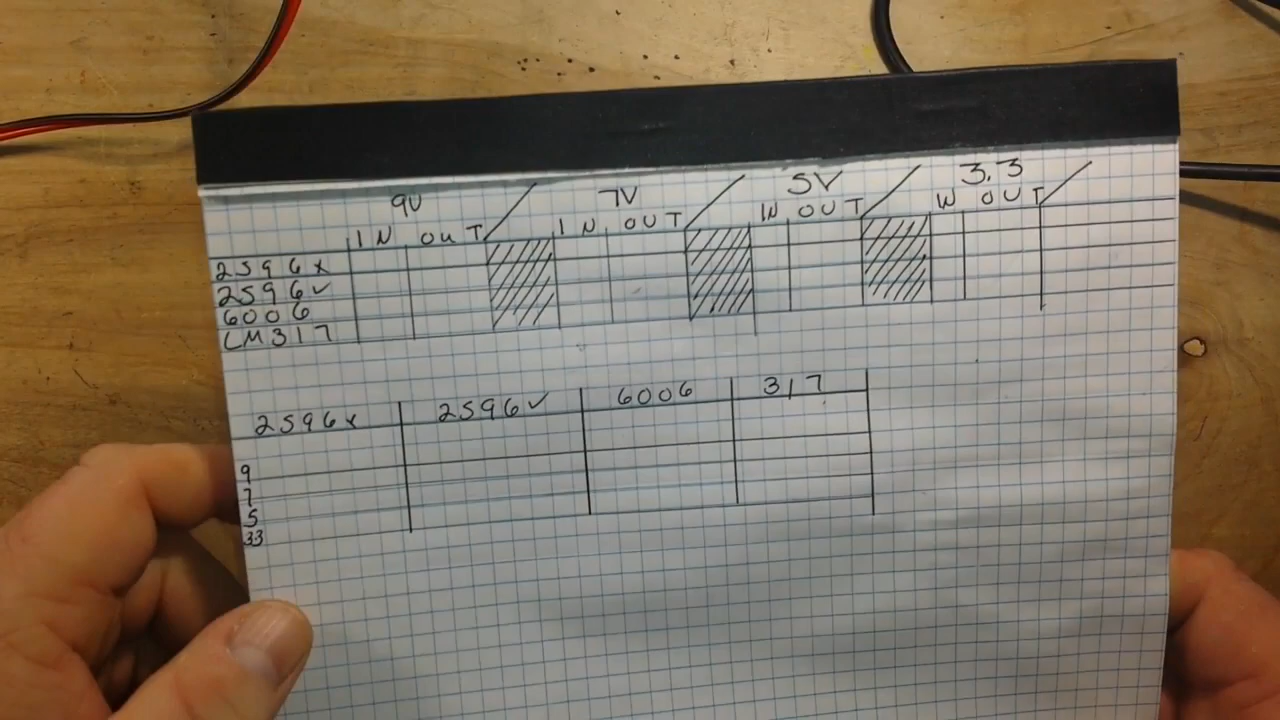 9V 7V 5V 3.3
IN OUT IN OUT IN OUT IN OUT
2596x
2596✓
6006
LM317
2596x 2596✓ 6006 317
9
7
5
33